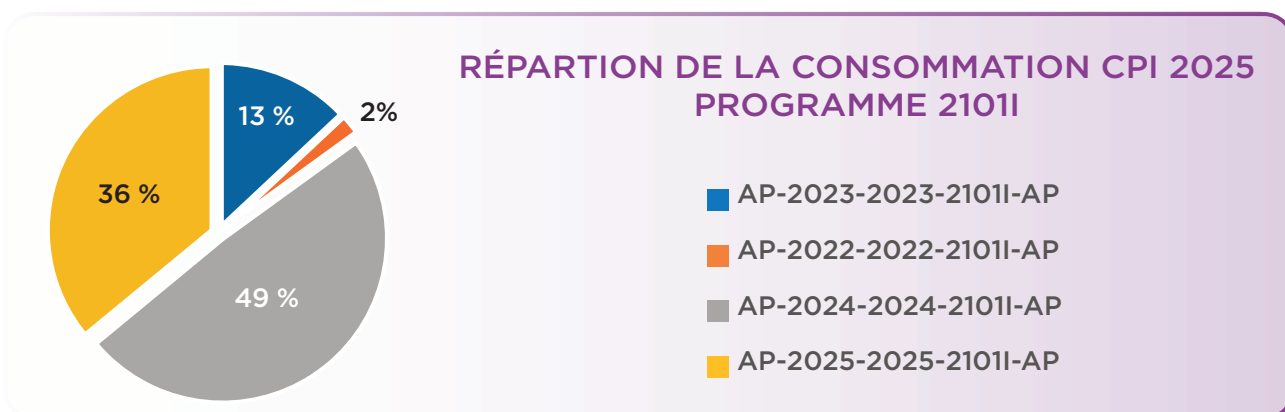 RÉPARTION DE LA CONSOMMATION CPI 2025
PROGRAMME 2101I
13 %
2%
36 %
49 %
AP-2023-2023-2101I-AP
AP-2022-2022-2101I-AP
AP-2024-2024-2101I-AP
AP-2025-2025-2101I-AP